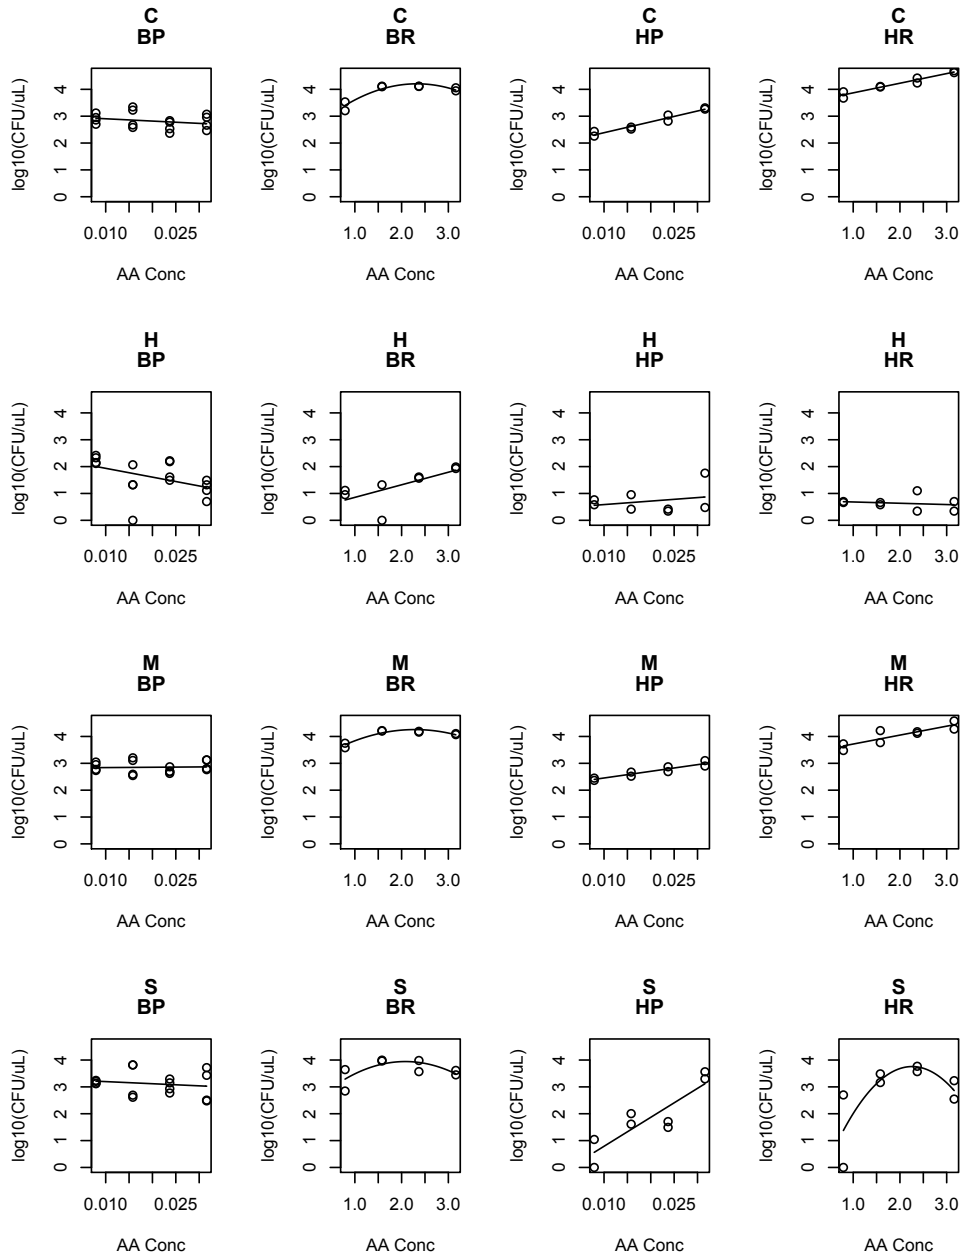 C C C C
BP BR HP HR
log10(CFU/uL) 0 1 2 3 4 log10(CFU/uL) 0 1 2 3 4 log10(CFU/uL) 0 1 2 3 4 log10(CFU/uL) 0 1 2 3 4
0.010 0.025 1.0 2.0 3.0 0.010 0.025 1.0 2.0 3.0
AA Conc AA Conc AA Conc AA Conc
H H H H
BP BR HP HR
log10(CFU/uL) 0 1 2 3 4 log10(CFU/uL) 0 1 2 3 4 log10(CFU/uL) 0 1 2 3 4 log10(CFU/uL) 0 1 2 3 4
0.010 0.025 1.0 2.0 3.0 0.010 0.025 1.0 2.0 3.0
AA Conc AA Conc AA Conc AA Conc
M M M M
BP BR HP HR
log10(CFU/uL) 0 1 2 3 4 log10(CFU/uL) 0 1 2 3 4 log10(CFU/uL) 0 1 2 3 4 log10(CFU/uL) 0 1 2 3 4
0.010 0.025 1.0 2.0 3.0 0.010 0.025 1.0 2.0 3.0
AA Conc AA Conc AA Conc AA Conc
S S S S
BP BR HP HR
log10(CFU/uL) 0 1 2 3 4 log10(CFU/uL) 0 1 2 3 4 log10(CFU/uL) 0 1 2 3 4 log10(CFU/uL) 0 1 2 3 4
0.010 0.025 1.0 2.0 3.0 0.010 0.025 1.0 2.0 3.0
AA Conc AA Conc AA Conc AA Conc